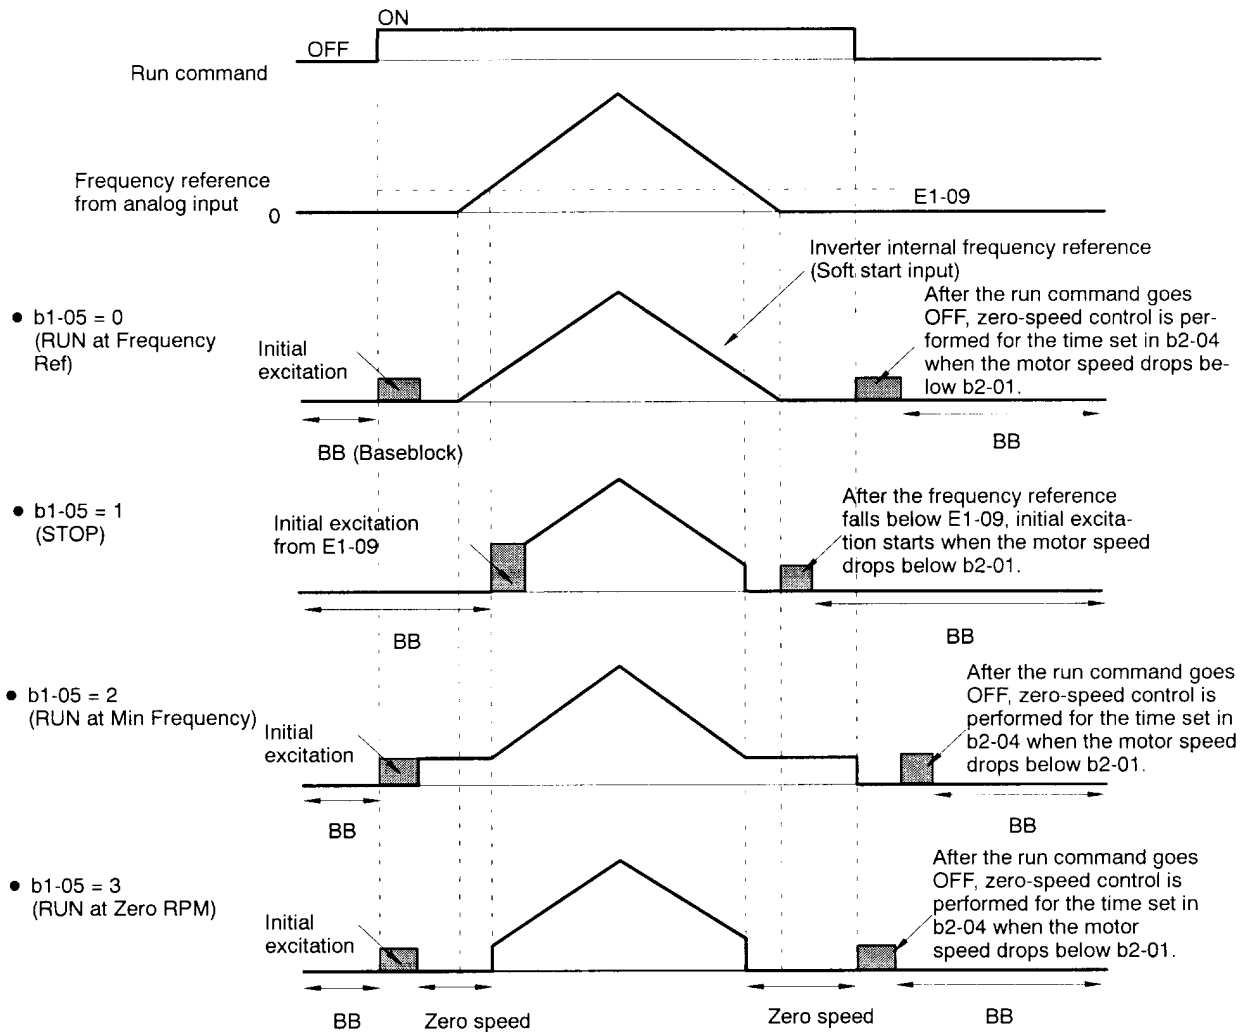 ON
OFF
Run command
Frequency reference
from analog input
0
E1-09
Inverter internal frequency reference
(Soft start input)
● b1-05 = 0
(RUN at Frequency
Ref)
Initial
excitation
After the run command goes
OFF, zero-speed control is per-
formed for the time set in b2-04
when the motor speed drops be-
low b2-01.
BB (Baseblock)
BB
● b1-05 = 1
(STOP)
Initial excitation
from E1-09
After the frequency reference
falls below E1-09, initial excita-
tion starts when the motor speed
drops below b2-01.
BB
BB
● b1-05 = 2
(RUN at Min Frequency)
Initial
excitation
After the run command goes
OFF, zero-speed control is
performed for the time set in
b2-04 when the motor speed
drops below b2-01.
BB
BB
● b1-05 = 3
(RUN at Zero RPM)
Initial
excitation
After the run command goes
OFF, zero-speed control is
performed for the time set in
b2-04 when the motor
speed drops below b2-01.
BB
Zero speed
Zero speed
BB